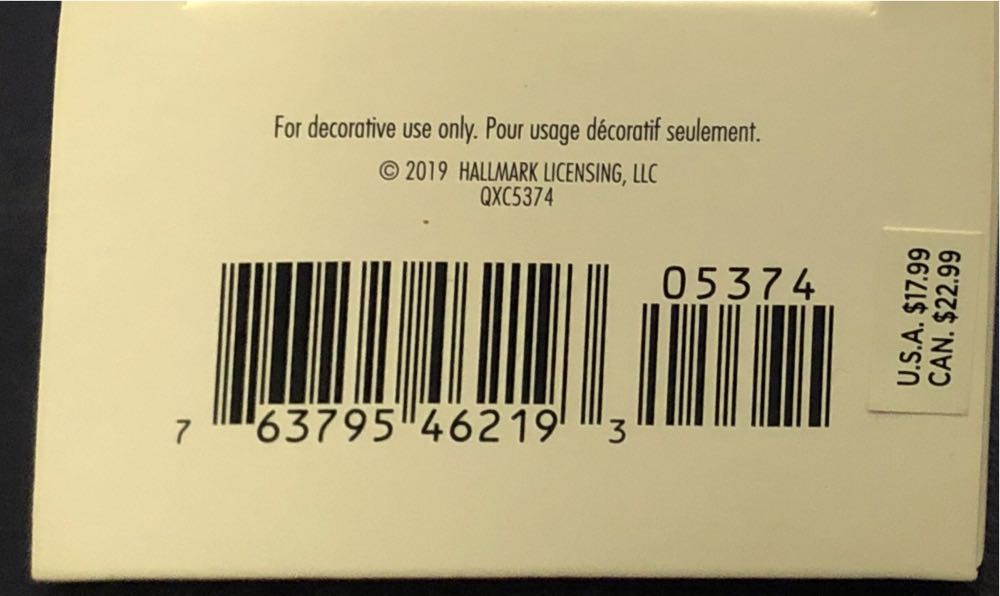 For decorative use only. Pour usage décoratif seulement.
© 2019 HALLMARK LICENSING, LLC
QXC5374
05374
7 63795 46219 3
U.S.A. $17.99
CAN. $22.99